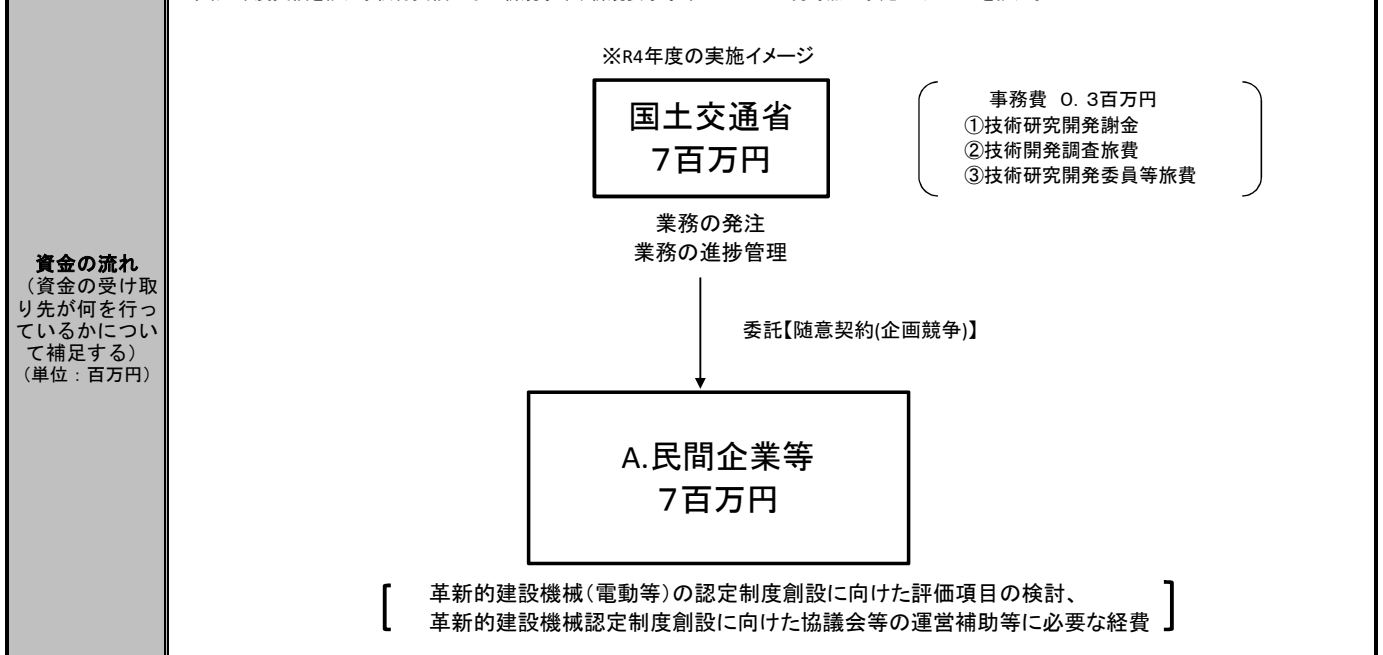 ※R4年度の実施イメージ
国土交通省
7百万円
事務費 0.3百万円
①技術研究開発謝金
②技術開発調査旅費
③技術研究開発委員等旅費
業務の発注
業務の進捗管理
資金の流れ
（資金の受け取
り先が何を行っ
ているかについ
て補足する）
（単位：百万円）
委託【随意契約(企画競争)】
A.民間企業等
7百万円
革新的建設機械（電動等）の認定制度創設に向けた評価項目の検討、
革新的建設機械認定制度創設に向けた協議会等の運営補助等に必要な経費